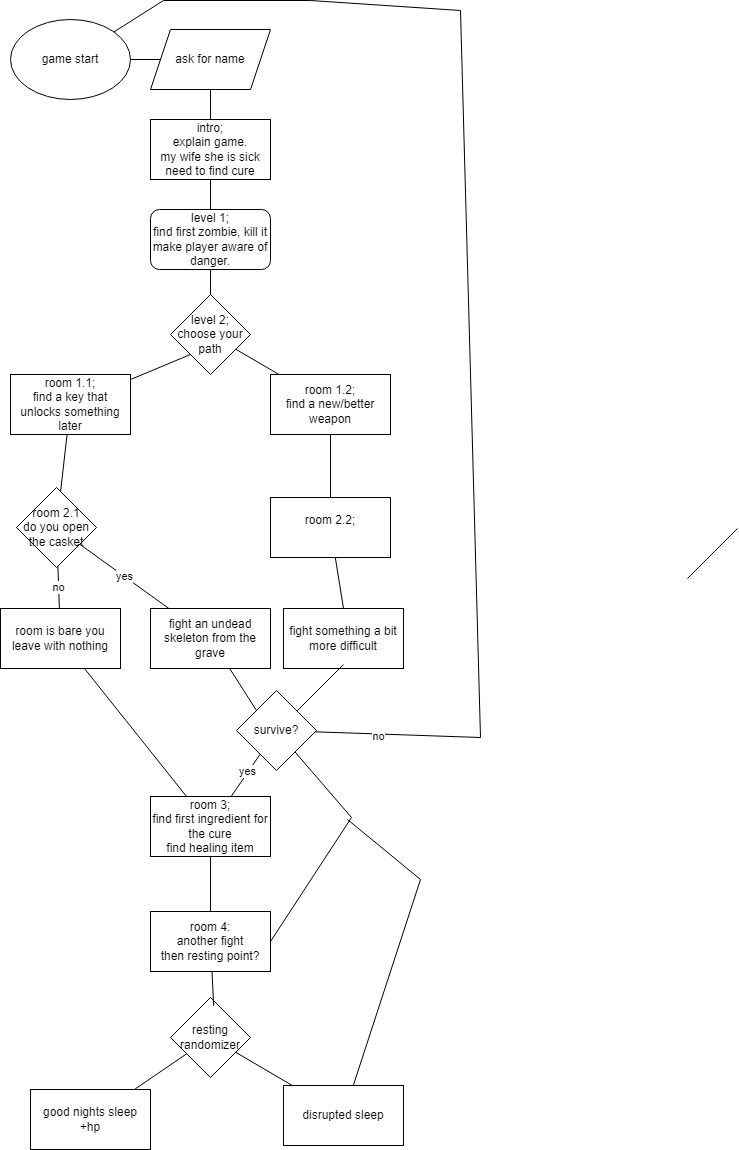 game start
ask for name
intro;
explain game.
my wife she is sick
need to find cure
level 1;
find first zombie, kill it
make player aware of
danger.
level 2;
choose your
path
room 1.1;
find a key that
unlocks something
later
room 1.2;
find a new/better
weapon
room 2.1
do you open
the casket
room 2.2;
yes
no
room is bare you
leave with nothing
fight an undead
skeleton from the
grave
fight something a bit
more difficult
survive?
no
yes
room 3;
find first ingredient for
the cure
find healing item
room 4:
another fight
then resting point?
resting
randomizer
good nights sleep
+hp
disrupted sleep